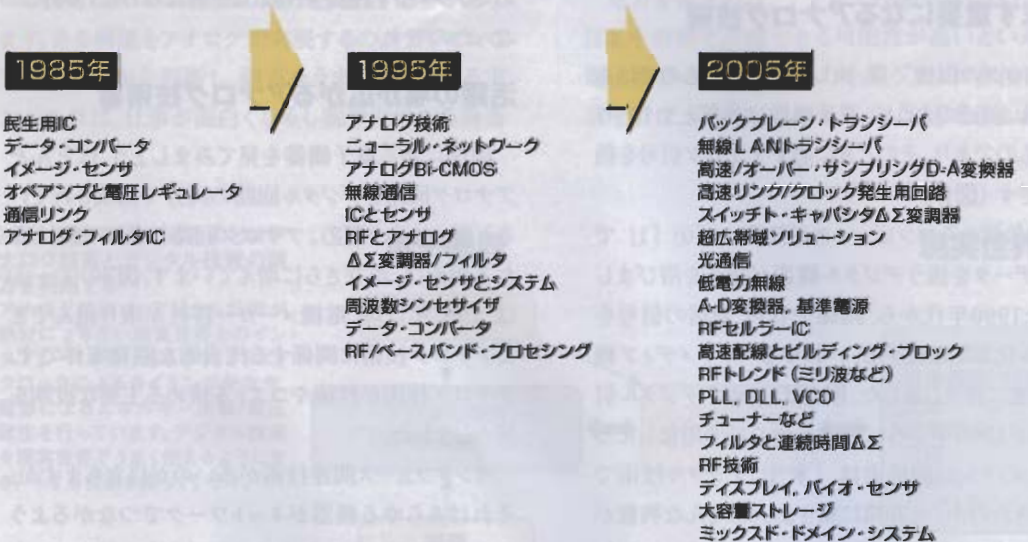 1985年
民生用IC
データ・コンバータ
イメージ・センサ
オペアンプと電圧レギュレータ
通信リンク
アナログ・フィルタIC
1995年
アナログ技術
ニューラル・ネットワーク
アナログBi-CMOS
無線通信
ICとセンサ
RFとアナログ
ΔΣ変調器/フィルタ
イメージ・センサとシステム
周波数シンセサイザ
データ・コンバータ
RF/ベースバンド・プロセシング
2005年
バックプレーン・トランシーバ
無線LANトランシーバ
高速/オーバー・サンプリングD-A変換器
高速リンク/クロック発生用回路
スイッチト・キャパシタΔΣ変調器
超広帯域ソリューション
光通信
低電力無線
A-D変換器, 基準電源
RFセルラーIC
高速配線とビルディング・ブロック
RFトレンド (ミリ波など)
PLL, DLL, VCO
チューナーなど
フィルタと連続時間ΔΣ
RF技術
ディスプレイ, バイオ・センサ
大容量ストレージ
ミックスド・ドメイン・システム